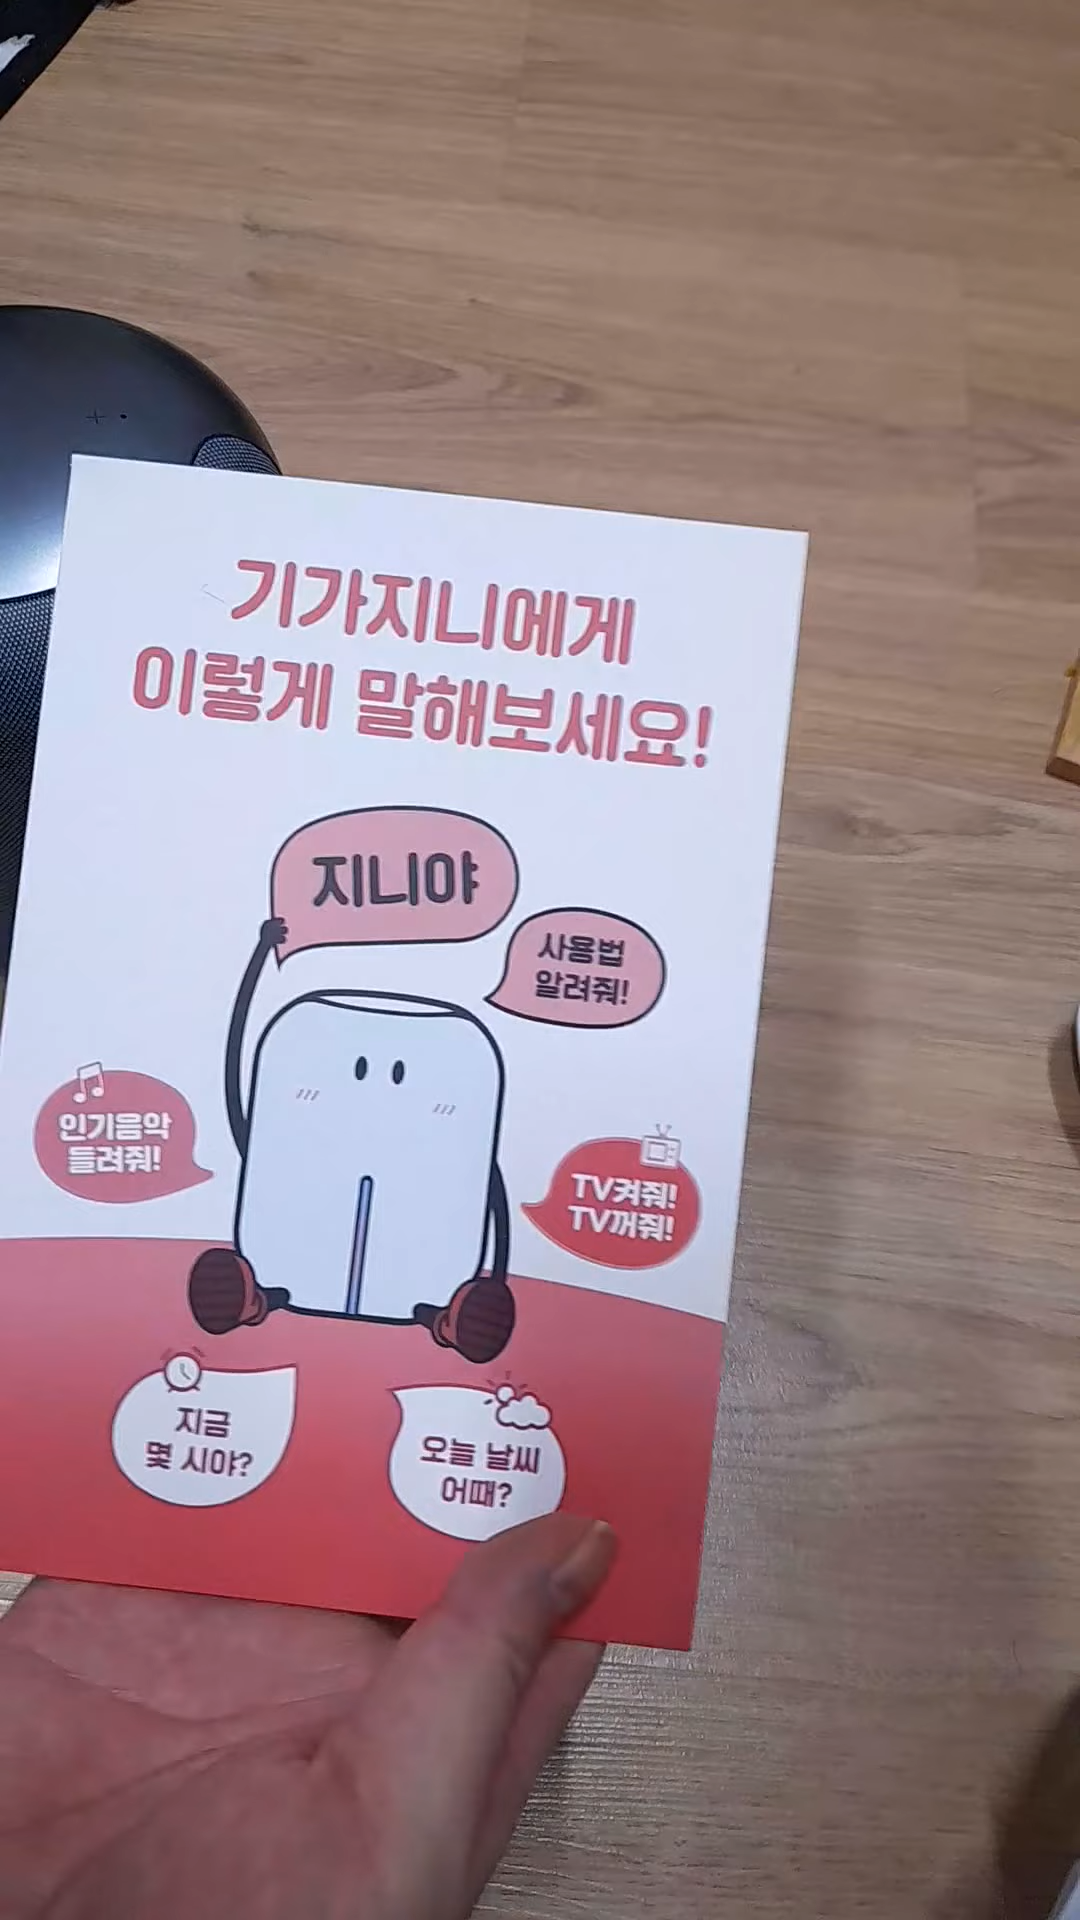 기가지니에게
이렇게 말해보세요!
지니야
사용법
알려줘!
인기음악
들려줘!
TV켜줘!
TV꺼줘!
지금
몇 시야?
오늘 날씨
어때?